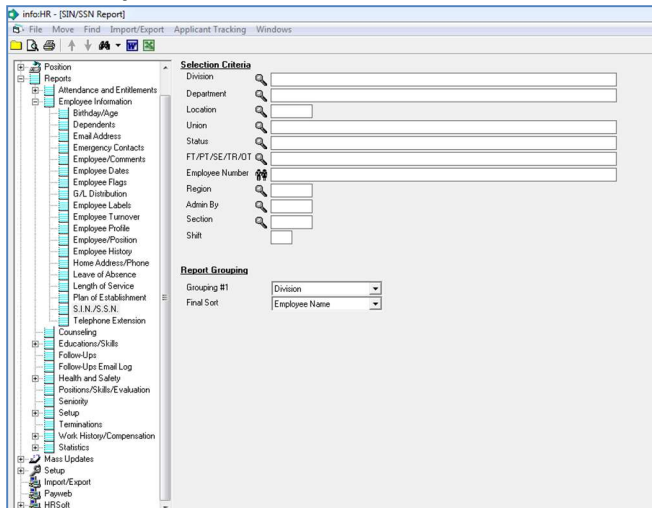 info:HR - [SIN/SSN Report]
File Move Find Import/Export Applicant Tracking Windows
Position
Reports
Attendance and Entitlements
Employee Information
Birthday/Age
Dependents
Email Address
Emergency Contacts
Employee/Comments
Employee Dates
Employee Flags
G/L Distribution
Employee Labels
Employee Turnover
Employee Profile
Employee/Position
Employee History
Home Address/Phone
Leave of Absence
Length of Service
Plan of Establishment
S.I.N./S.S.N.
Telephone Extension
Counseling
Educations/Skills
Follow-Ups
Follow-Ups Email Log
Health and Safety
Positions/Skills/Evaluation
Seniority
Setup
Terminations
Work History/Compensation
Statistics
Mass Updates
Setup
Import/Export
Payweb
HRSoft
Selection Criteria
Division
Department
Location
Union
Status
FT/PT/SE/TR/OT
Employee Number
Region
Admin By
Section
Shift
Report Grouping
Grouping #1 Division
Final Sort Employee Name